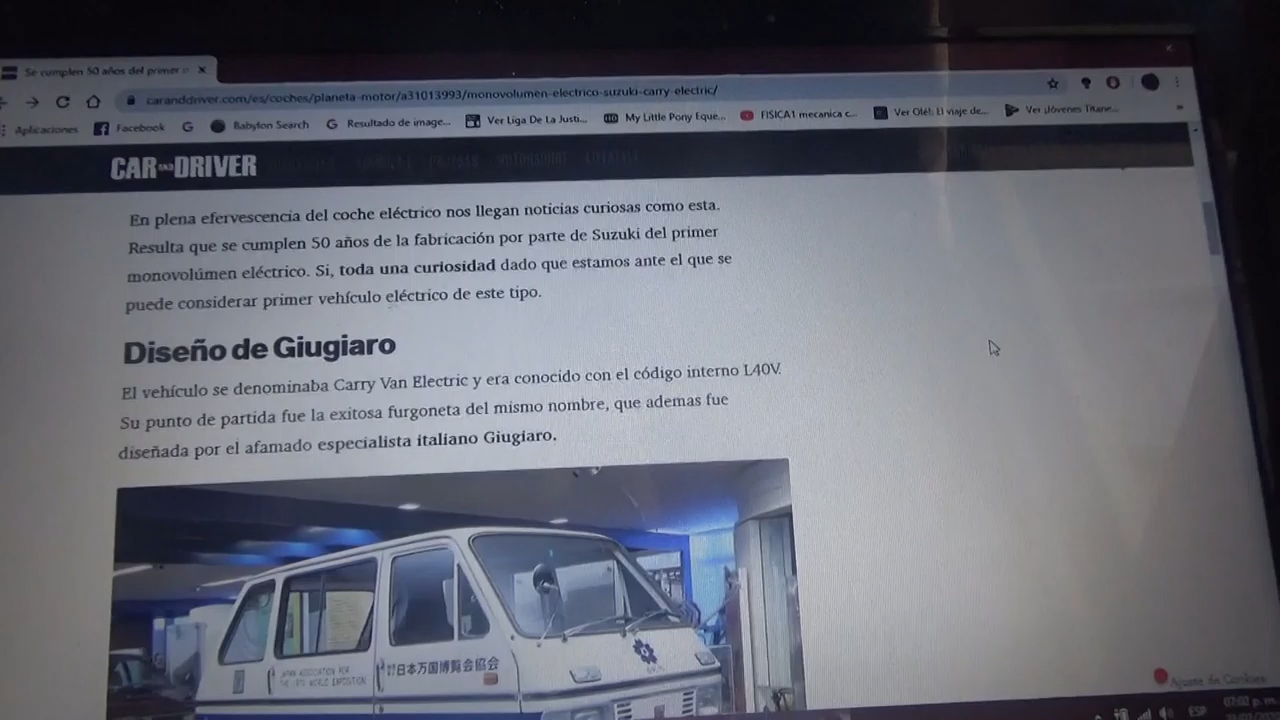 Se cumplen 50 años del primer
caranddriver.com/es/coches/planeta-motor/a31013993/monovolumen-electrico-suzuki-carry-electric/
Aplicaciones Facebook Babylon Search Resultado de image... Ver Liga De La Justi... My Little Pony Eque... FISICA1 mecanica c... Ver Olé!: El viaje de... Ver Jóvenes Titane...
CAR AND DRIVER
En plena efervescencia del coche eléctrico nos llegan noticias curiosas como esta.
Resulta que se cumplen 50 años de la fabricación por parte de Suzuki del primer
monovolúmen eléctrico. Si, toda una curiosidad dado que estamos ante el que se
puede considerar primer vehículo eléctrico de este tipo.
Diseño de Giugiaro
El vehículo se denominaba Carry Van Electric y era conocido con el código interno L40V.
Su punto de partida fue la exitosa furgoneta del mismo nombre, que ademas fue
diseñada por el afamado especialista italiano Giugiaro.
JAPAN ASSOCIATION FOR
THE 1970 WORLD EXPOSITION
日本万国博覧会協会
Ajuste de Cookies
ESP
07:00 p. m.